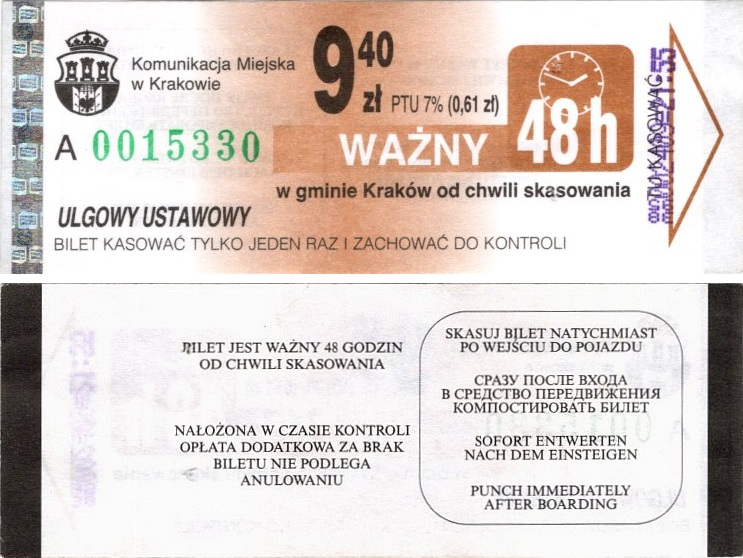 Komunikacja Miejska
w Krakowie
9 40
zł PTU 7% (0,61 zł)
A 0015330
WAŻNY 48h
w gminie Kraków od chwili skasowania
ULGOWY USTAWOWY
BILET KASOWAĆ TYLKO JEDEN RAZ I ZACHOWAĆ DO KONTROLI
TU KASOWAĆ
BILET JEST WAŻNY 48 GODZIN
OD CHWILI SKASOWANIA
NAŁOŻONA W CZASIE KONTROLI
OPŁATA DODATKOWA ZA BRAK
BILETU NIE PODLEGA
ANULOWANIU
SKASUJ BILET NATYCHMIAST
PO WEJŚCIU DO POJAZDU
СРАЗУ ПОСЛЕ ВХОДА
В СРЕДСТВО ПЕРЕДВИЖЕНИЯ
КОМПОСТИРОВАТЬ БИЛЕТ
SOFORT ENTWERTEN
NACH DEM EINSTEIGEN
PUNCH IMMEDIATELY
AFTER BOARDING